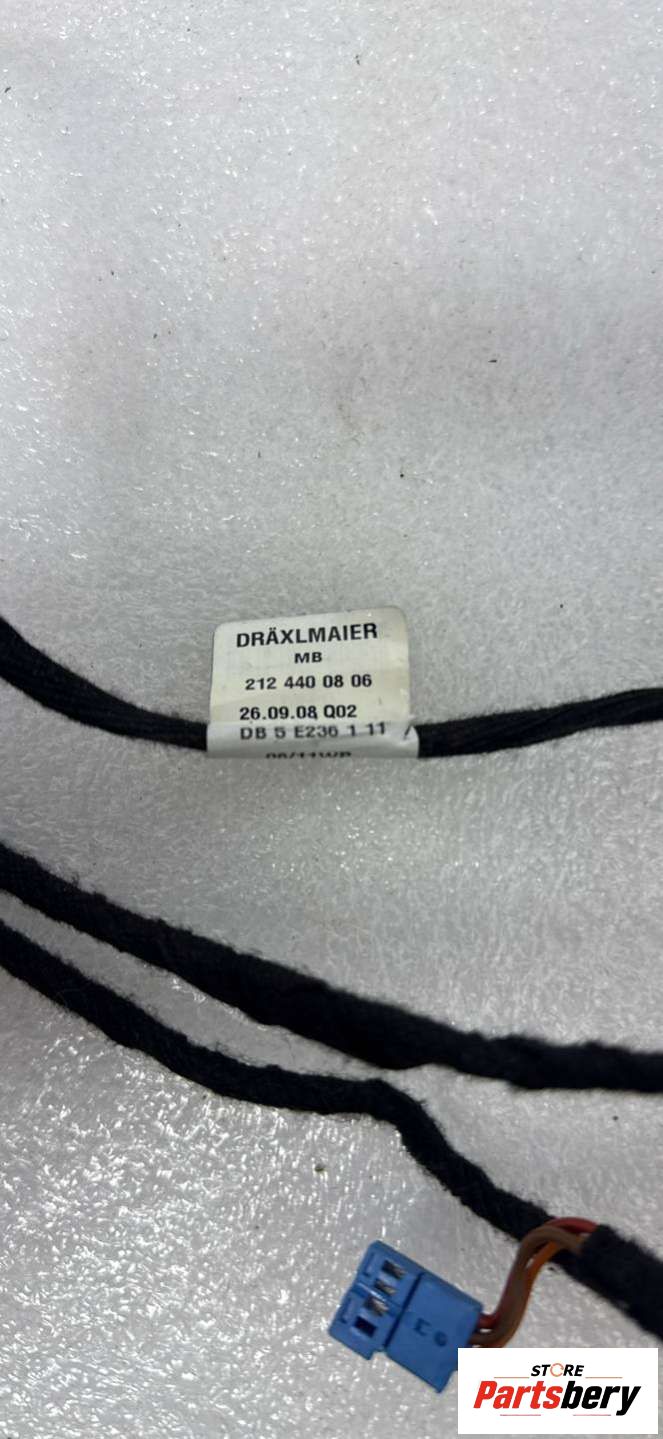 DRÄXLMAIER
MB
212 440 08 06
26.09.08 Q02
DB 5 E236 1 11
STORE
Partsbery